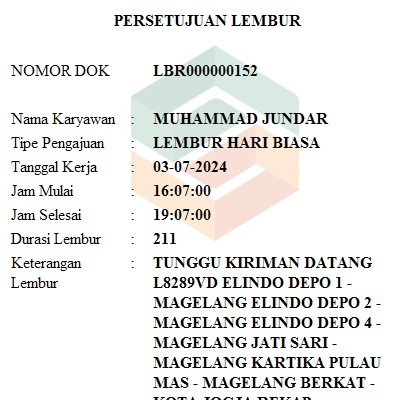 PERSETUJUAN LEMBUR
NOMOR DOK LBR000000152
Nama Karyawan : MUHAMMAD JUNDAR
Tipe Pengajuan : LEMBUR HARI BIASA
Tanggal Kerja : 03-07-2024
Jam Mulai : 16:07:00
Jam Selesai : 19:07:00
Durasi Lembur : 211
Keterangan : TUNGGU KIRIMAN DATANG
Lembur L8289VD ELINDO DEPO 1 -
MAGELANG ELINDO DEPO 2 -
MAGELANG ELINDO DEPO 4 -
MAGELANG JATI SARI -
MAGELANG KARTIKA PULAU
MAS - MAGELANG BERKAT -
KOTA JOGJA REKAP